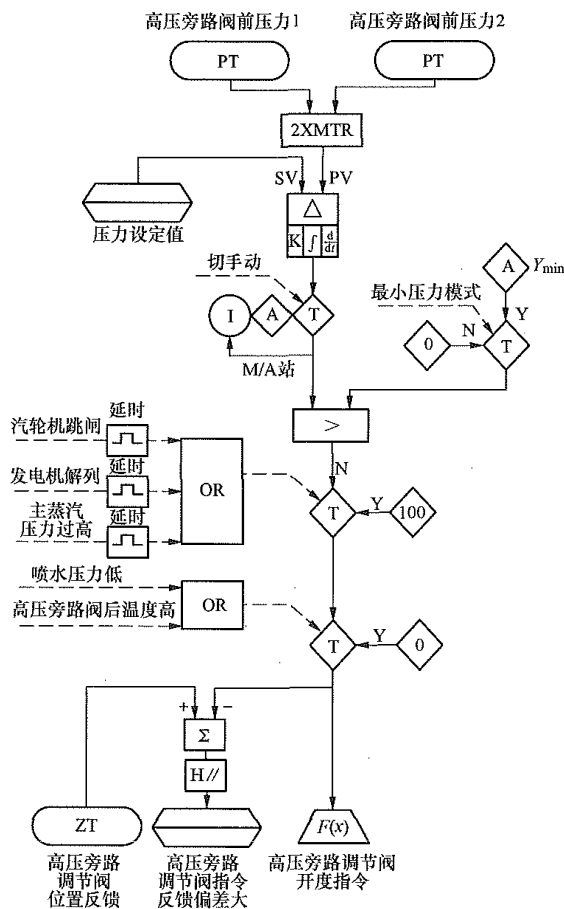 高压旁路阀前压力1
高压旁路阀前压力2
PT
PT
2XMTR
SV
PV
压力设定值
△
K ∫ d/dt
切手动
I
A
T
M/A站
A
Ymin
最小压力模式
Y
N
0
T
>
N
汽轮机跳闸
延时
发电机解列
延时
主蒸汽
压力过高
延时
OR
T
Y
100
喷水压力低
高压旁路阀后温度高
OR
T
Y
0
+
−
Σ
H//
ZT
F(x)
高压旁路
调节阀
位置反馈
高压旁路
调节阀指令
反馈偏差大
高压旁路调节阀
开度指令